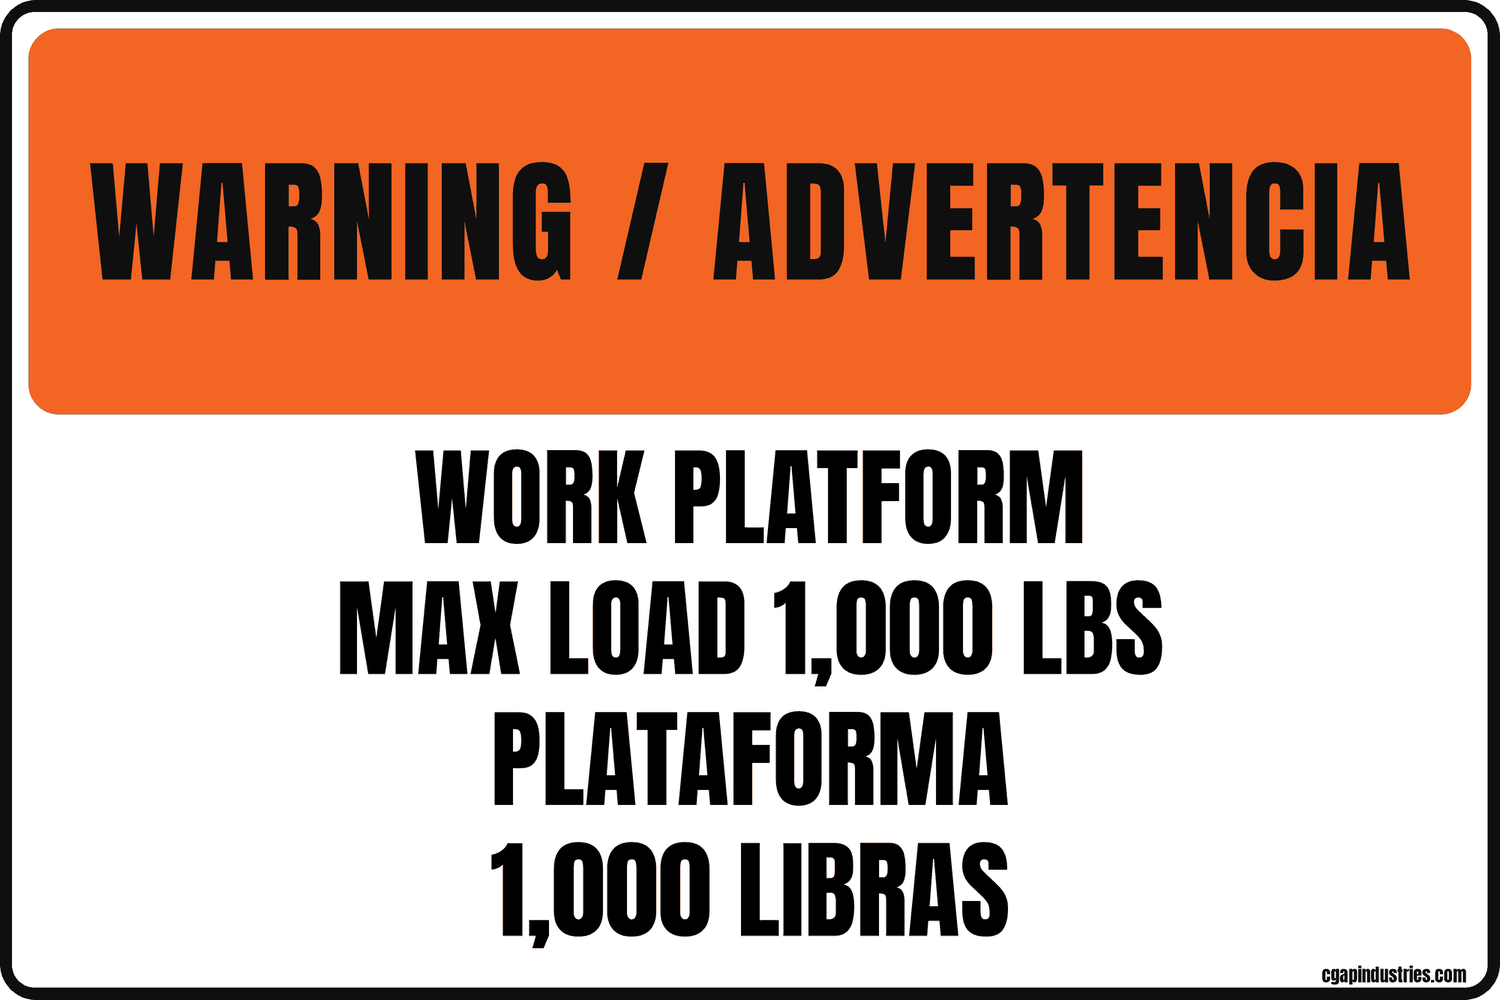 WARNING / ADVERTENCIA
WORK PLATFORM
MAX LOAD 1,000 LBS
PLATAFORMA
1,000 LIBRAS
cgapindustries.com